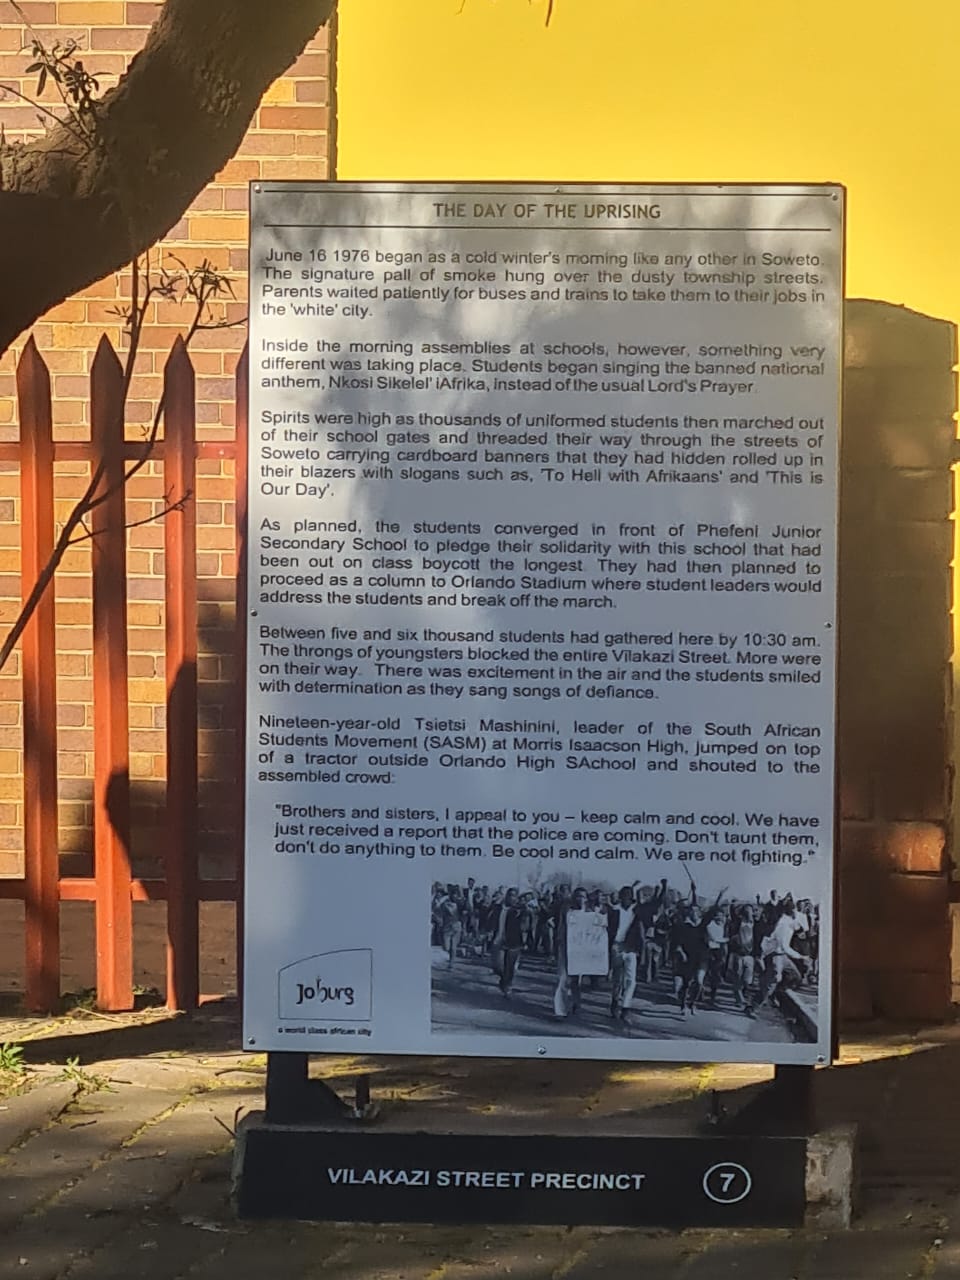 THE DAY OF THE UPRISING
June 16 1976 began as a cold winter's morning like any other in Soweto.
The signature pall of smoke hung over the dusty township streets.
Parents waited patiently for buses and trains to take them to their jobs in
the 'white' city.
Inside the morning assemblies at schools, however, something very
different was taking place. Students began singing the banned national
anthem, Nkosi Sikelel' iAfrika, instead of the usual Lord's Prayer.
Spirits were high as thousands of uniformed students then marched out
of their school gates and threaded their way through the streets of
Soweto carrying cardboard banners that they had hidden rolled up in
their blazers with slogans such as, 'To Hell with Afrikaans' and 'This is
Our Day'.
As planned, the students converged in front of Phefeni Junior
Secondary School to pledge their solidarity with this school that had
been out on class boycott the longest. They had then planned to
proceed as a column to Orlando Stadium where student leaders would
address the students and break off the march.
Between five and six thousand students had gathered here by 10:30 am.
The throngs of youngsters blocked the entire Vilakazi Street. More were
on their way. There was excitement in the air and the students smiled
with determination as they sang songs of defiance.
Nineteen-year-old Tsietsi Mashinini, leader of the South African
Students Movement (SASM) at Morris Isaacson High, jumped on top
of a tractor outside Orlando High SAchool and shouted to the
assembled crowd:
"Brothers and sisters, I appeal to you – keep calm and cool. We have
just received a report that the police are coming. Don't taunt them,
don't do anything to them. Be cool and calm. We are not fighting."
Joburg
a world class african city
VILAKAZI STREET PRECINCT 7